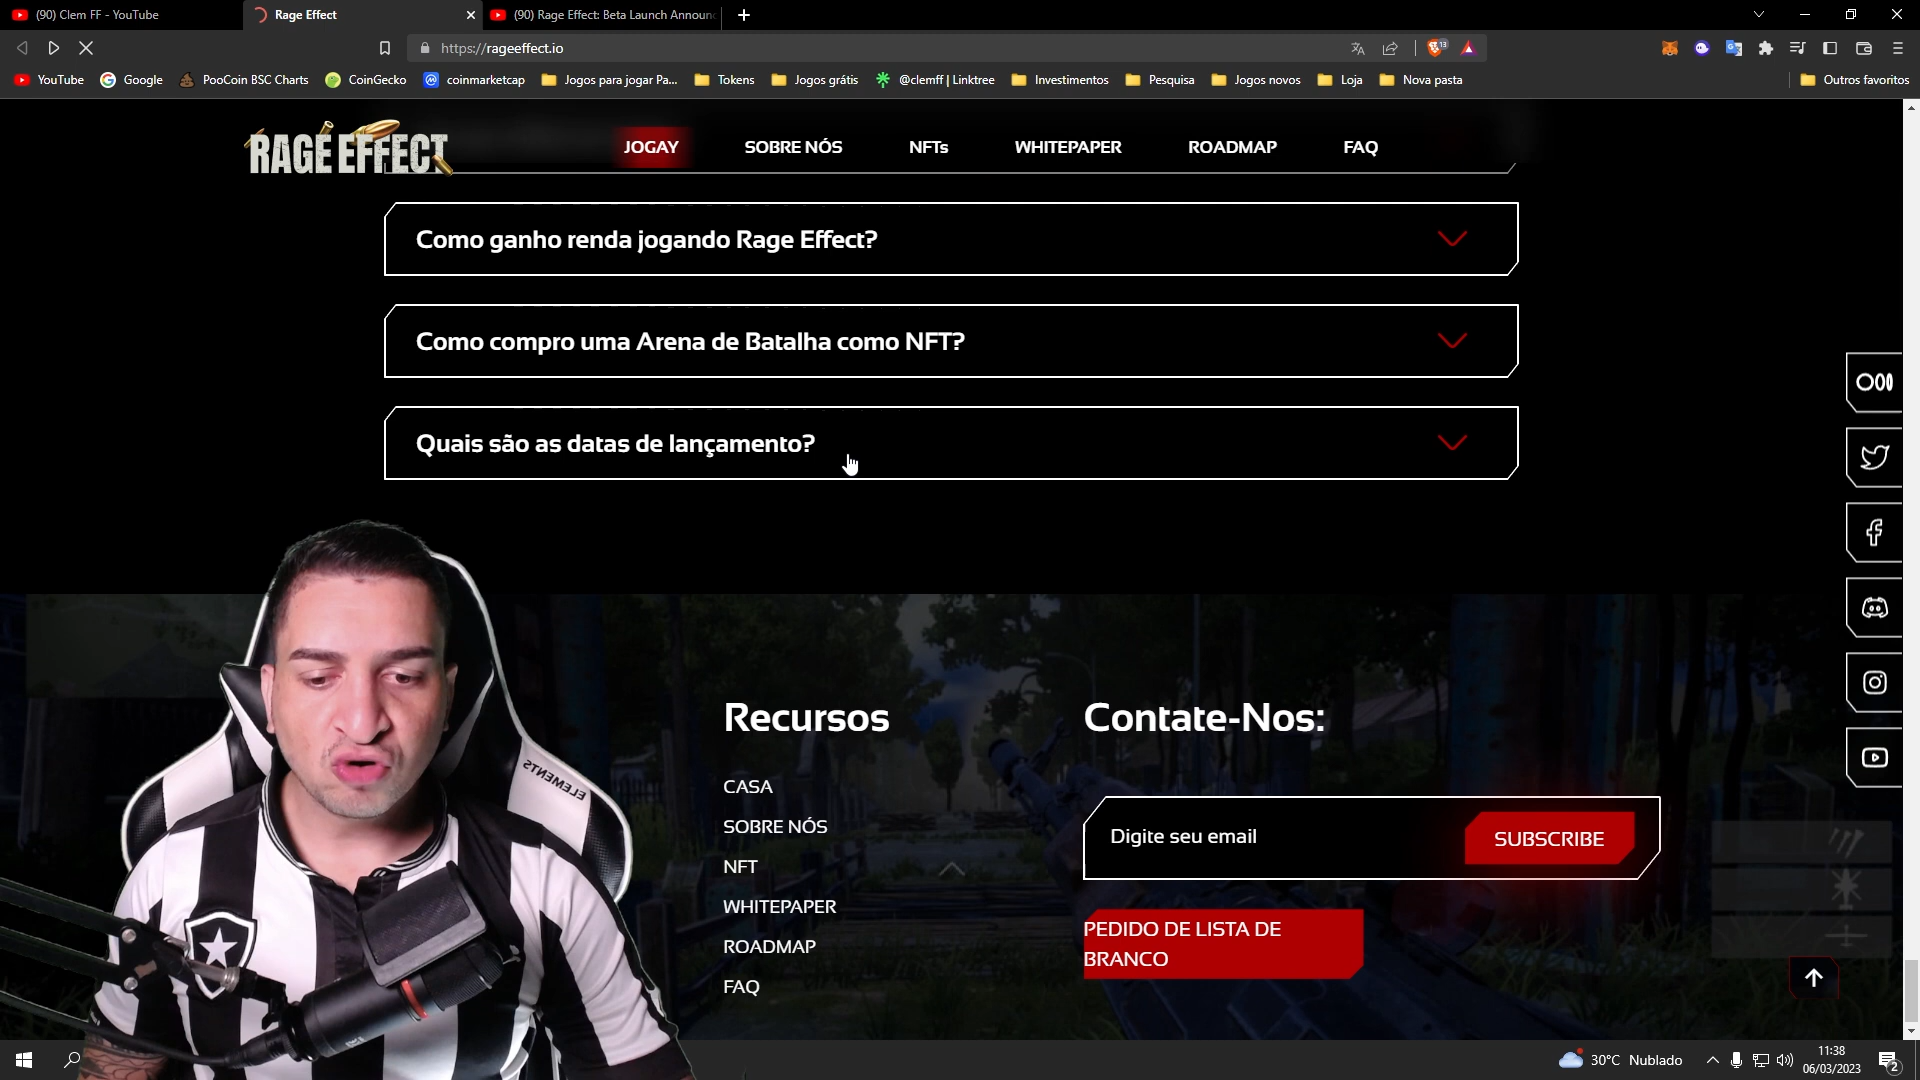 (90) Clem FF - YouTube
Rage Effect
(90) Rage Effect: Beta Launch Announ
https://rageeffect.io
13
YouTube
Google
PooCoin BSC Charts
CoinGecko
coinmarketcap
Jogos para jogar Pa...
Tokens
Jogos grátis
@clemff | Linktree
Investimentos
Pesquisa
Jogos novos
Loja
Nova pasta
Outros favoritos
RAGE EFFECT
JOGAY
SOBRE NÓS
NFTs
WHITEPAPER
ROADMAP
FAQ
Como ganho renda jogando Rage Effect?
Como compro uma Arena de Batalha como NFT?
Quais são as datas de lançamento?
ELEMENTS
Recursos
CASA
SOBRE NÓS
NFT
WHITEPAPER
ROADMAP
FAQ
Contate-Nos:
Digite seu email
SUBSCRIBE
PEDIDO DE LISTA DE
BRANCO
30°C Nublado
11:38
06/03/2023
2